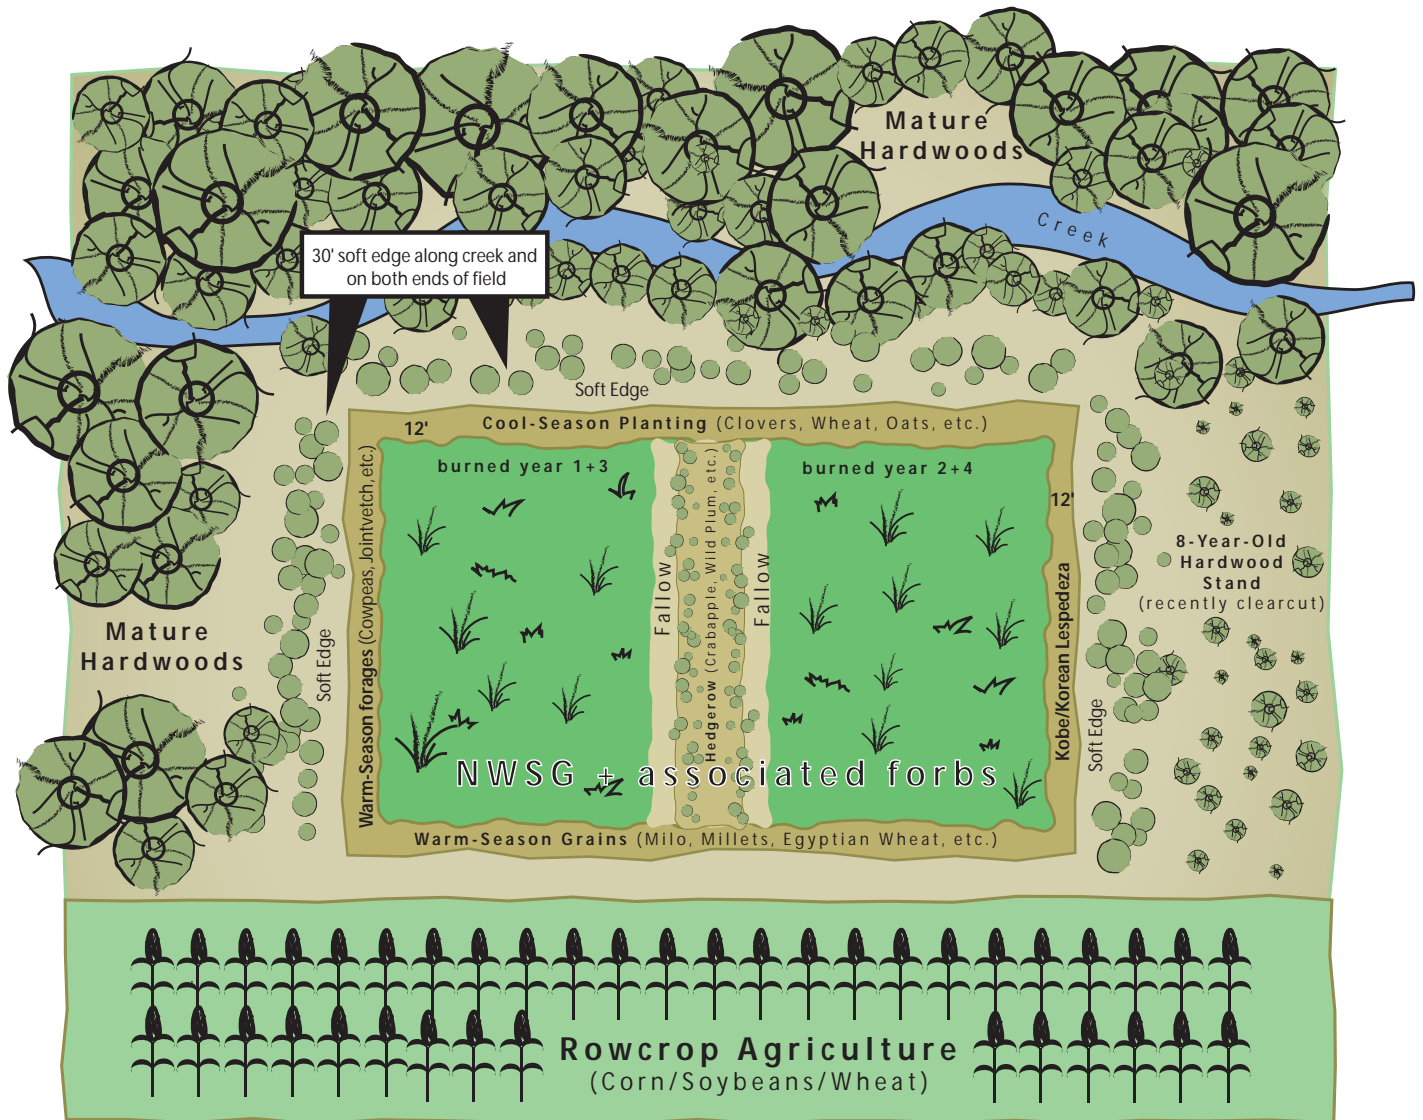 Mature
Hardwoods
Creek
30' soft edge along creek and
on both ends of field
Soft Edge
12'
Cool-Season Planting (Clovers, Wheat, Oats, etc.)
burned year 1+3
burned year 2+4
12'
Warm-Season forages (Cowpeas, Jointvetch, etc.)
Fallow
Hedgerow (Crabapple, Wild Plum, etc.)
Fallow
Kobe/Korean Lespedeza
8-Year-Old
Hardwood
Stand
(recently clearcut)
Mature
Hardwoods
Soft Edge
Soft Edge
NWSG + associated forbs
Warm-Season Grains (Milo, Millets, Egyptian Wheat, etc.)
Rowcrop Agriculture
(Corn/Soybeans/Wheat)